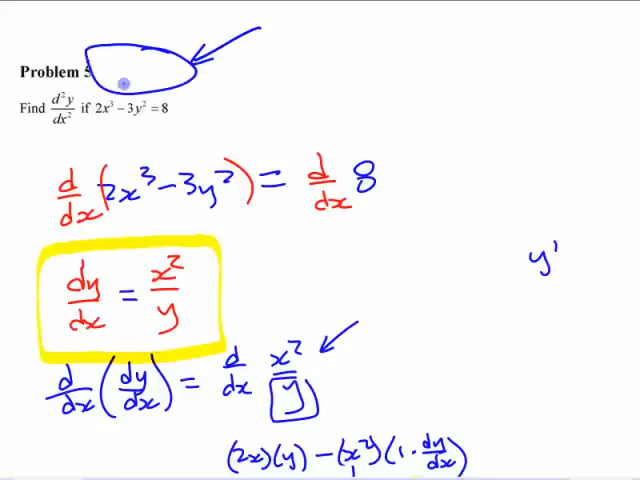 Problem 5
Find d²y/dx² if 2x³ − 3y² = 8
d/dx (2x³ − 3y²) = d/dx 8
y'
dy/dx = x²/y
d/dx (dy/dx) = d/dx x²/y
(2x)(y) − (x²)(1 · dy/dx)